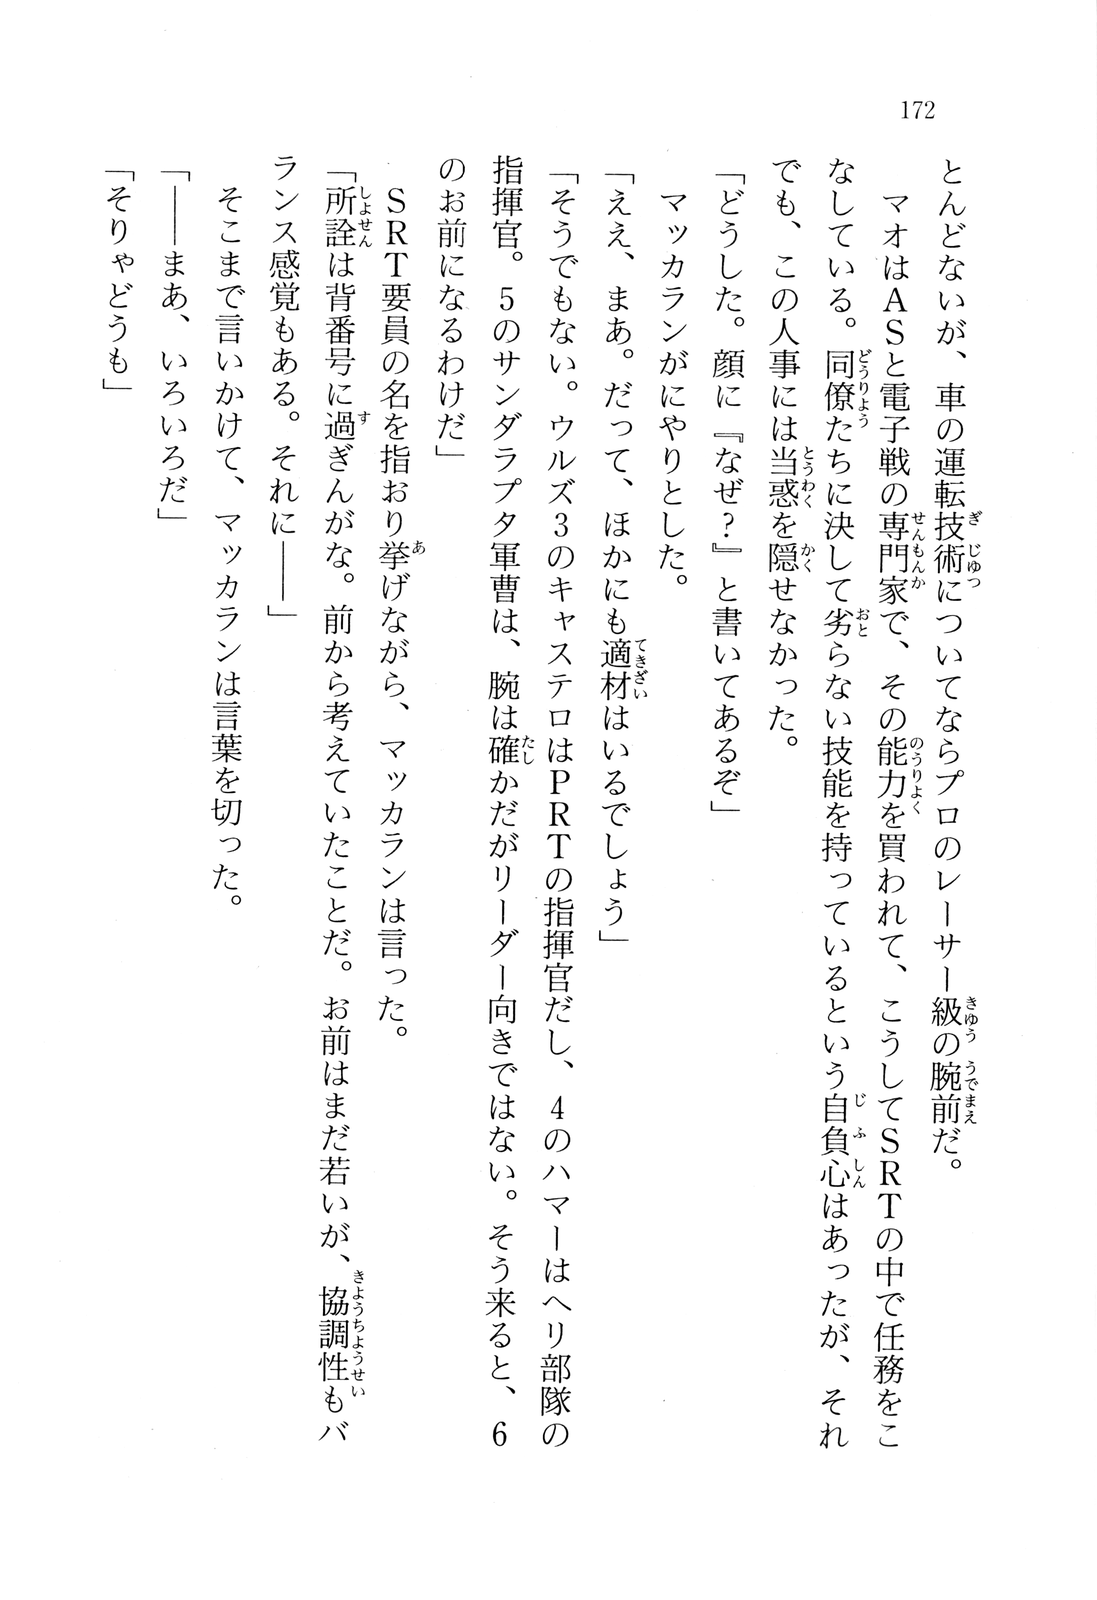 172
とんどないが、車の運転技術についてならプロのレーサー級の腕前だ。
マオはASと電子戦の専門家で、その能力を買われて、こうしてSRTの中で任務をこ
なしている。同僚たちに決して劣らない技能を持っているという自負心はあったが、それ
でも、この人事には当惑を隠せなかった。
「どうした。顔に『なぜ?』と書いてあるぞ」
マッカランがにやりとした。
「ええ、まあ。だって、ほかにも適材はいるでしょう」
「そうでもない。ウルズ3のキャステロはPRTの指揮官だし、4のハマーはヘリ部隊の
指揮官。5のサンダラプタ軍曹は、腕は確かだがリーダー向きではない。そう来ると、6
のお前になるわけだ」
SRT要員の名を指おり挙げながら、マッカランは言った。
「所詮は背番号に過ぎんがな。前から考えていたことだ。お前はまだ若いが、協調性もバ
ランス感覚もある。それに――」
そこまで言いかけて、マッカランは言葉を切った。
「――まあ、いろいろだ」
「そりゃどうも」